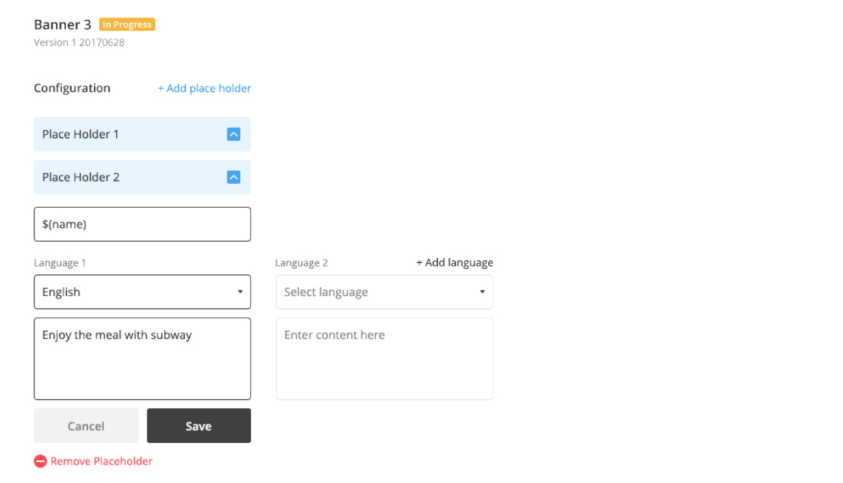 Banner 3 In Progress
Version 1 20170628
Configuration + Add place holder
Place Holder 1
Place Holder 2
$(name)
Language 1 Language 2 + Add language
English Select language
Enjoy the meal with subway Enter content here
Cancel Save
Remove Placeholder